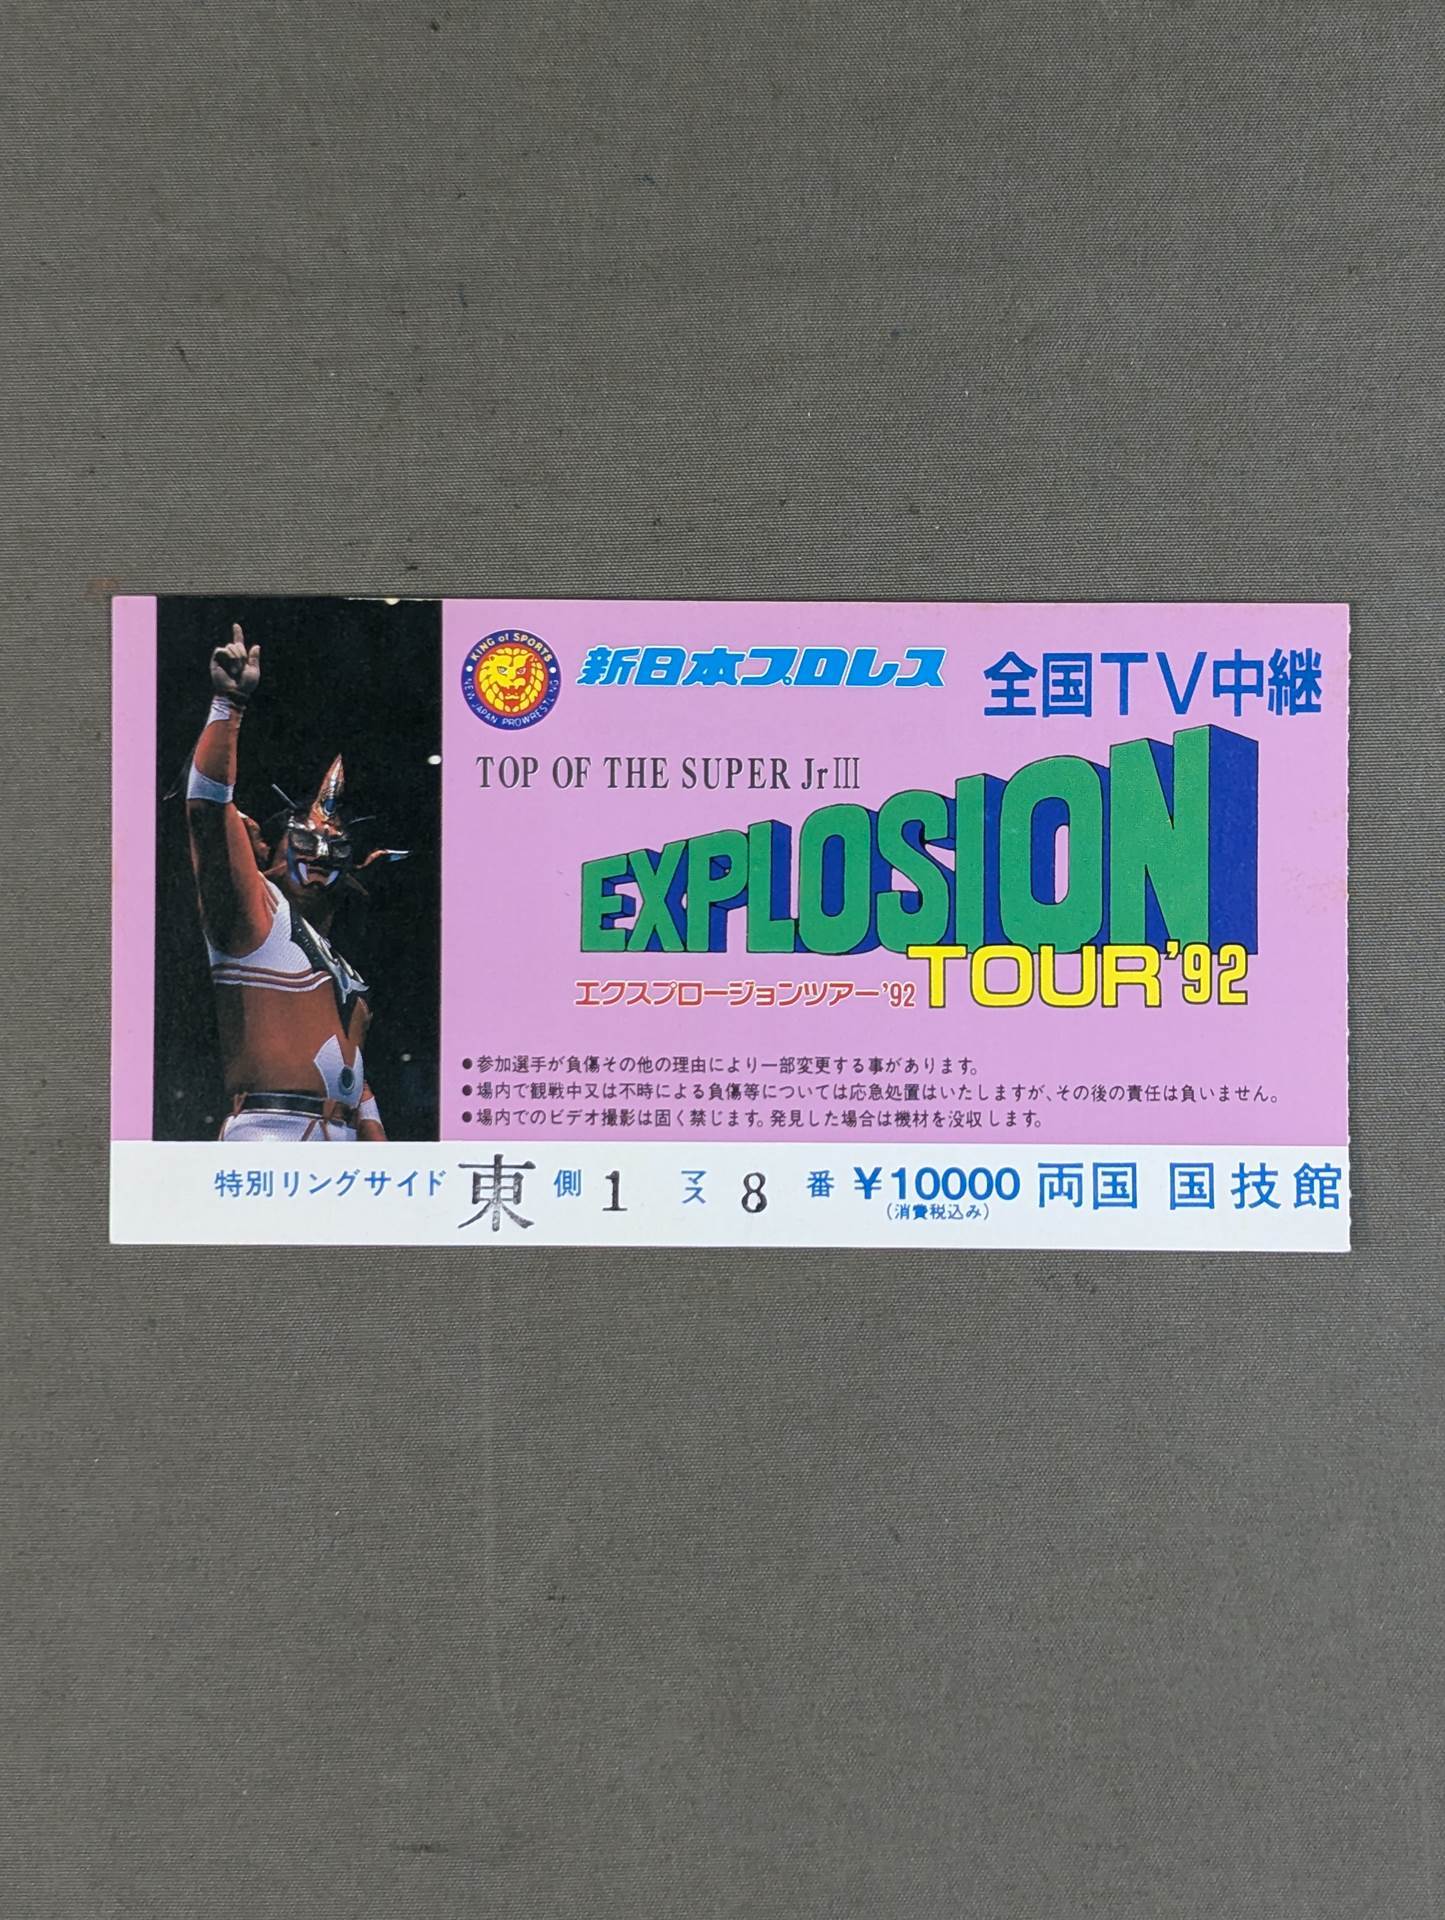 KING of SPORTS
NEW JAPAN PROWRESTLING
新日本プロレス
全国TV中継
TOP OF THE SUPER Jr III
EXPLOSION
TOUR'92
エクスプロージョンツアー'92
●参加選手が負傷その他の理由により一部変更する事があります。
●場内で観戦中又は不時による負傷等については応急処置はいたしますが、その後の責任は負いません。
●場内でのビデオ撮影は固く禁じます。発見した場合は機材を没収します。
特別リングサイド 東 側 1 マス 8 番 ¥10000 両国 国技館
(消費税込み)